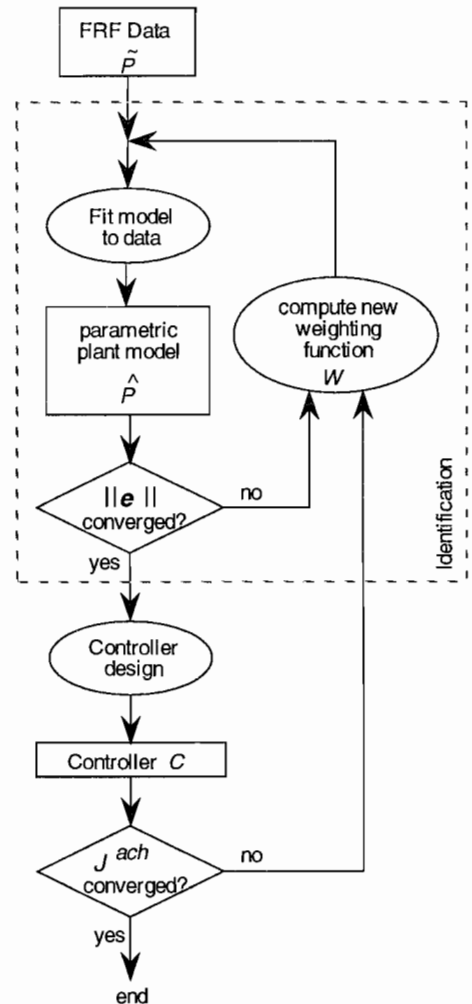 FRF Data
P̃
Fit model
to data
parametric
plant model
P̂
compute new
weighting
function
W
||e||
converged?
no
yes
Identification
Controller
design
Controller C
J ach
converged?
no
yes
end